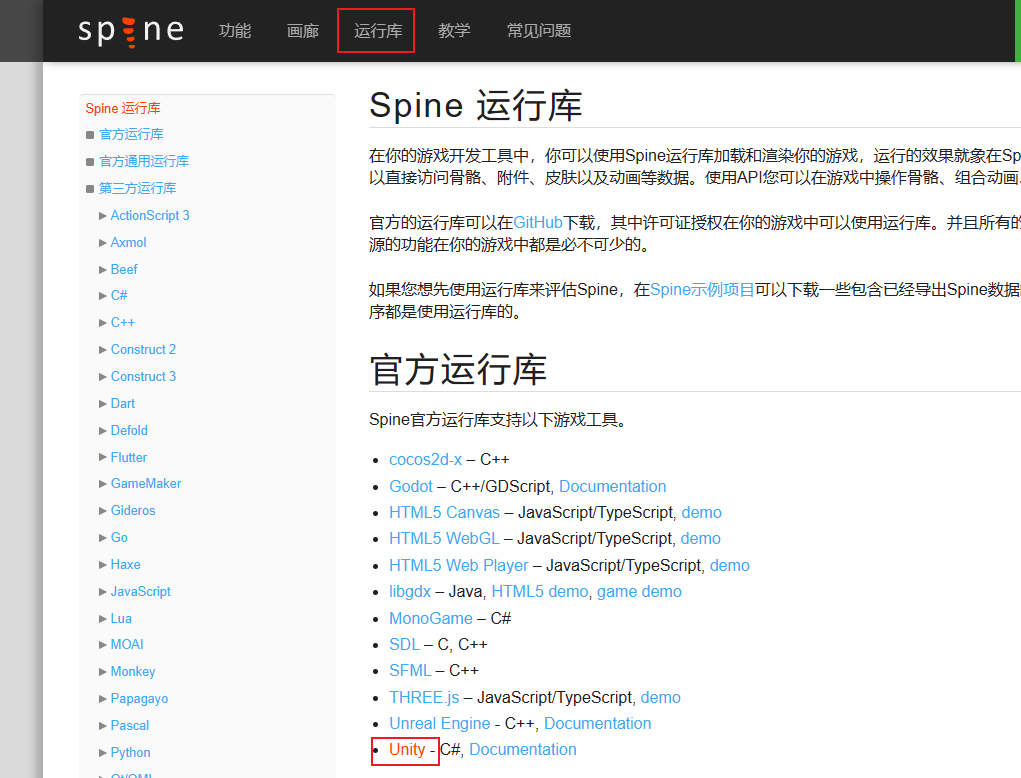 spine 功能 画廊 运行库 教学 常见问题
Spine 运行库
官方运行库
官方通用运行库
第三方运行库
ActionScript 3
Axmol
Beef
C#
C++
Construct 2
Construct 3
Dart
Defold
Flutter
GameMaker
Gideros
Go
Haxe
JavaScript
Lua
MOAI
Monkey
Papagayo
Pascal
Python
Spine 运行库
在你的游戏开发工具中，你可以使用Spine运行库加载和渲染你的游戏，运行的效果就象在Sp
以直接访问骨骼、附件、皮肤以及动画等数据。使用API您可以在游戏中操作骨骼、组合动画
官方的运行库可以在GitHub下载，其中许可证授权在你的游戏中可以使用运行库。并且所有的
源的功能在你的游戏中都是必不可少的。
如果您想先使用运行库来评估Spine，在Spine示例项目可以下载一些包含已经导出Spine数据
序都是使用运行库的。
官方运行库
Spine官方运行库支持以下游戏工具。
• cocos2d-x – C++
• Godot – C++/GDScript, Documentation
• HTML5 Canvas – JavaScript/TypeScript, demo
• HTML5 WebGL – JavaScript/TypeScript, demo
• HTML5 Web Player – JavaScript/TypeScript, demo
• libgdx – Java, HTML5 demo, game demo
• MonoGame – C#
• SDL – C, C++
• SFML – C++
• THREE.js – JavaScript/TypeScript, demo
• Unreal Engine - C++, Documentation
• Unity - C#, Documentation